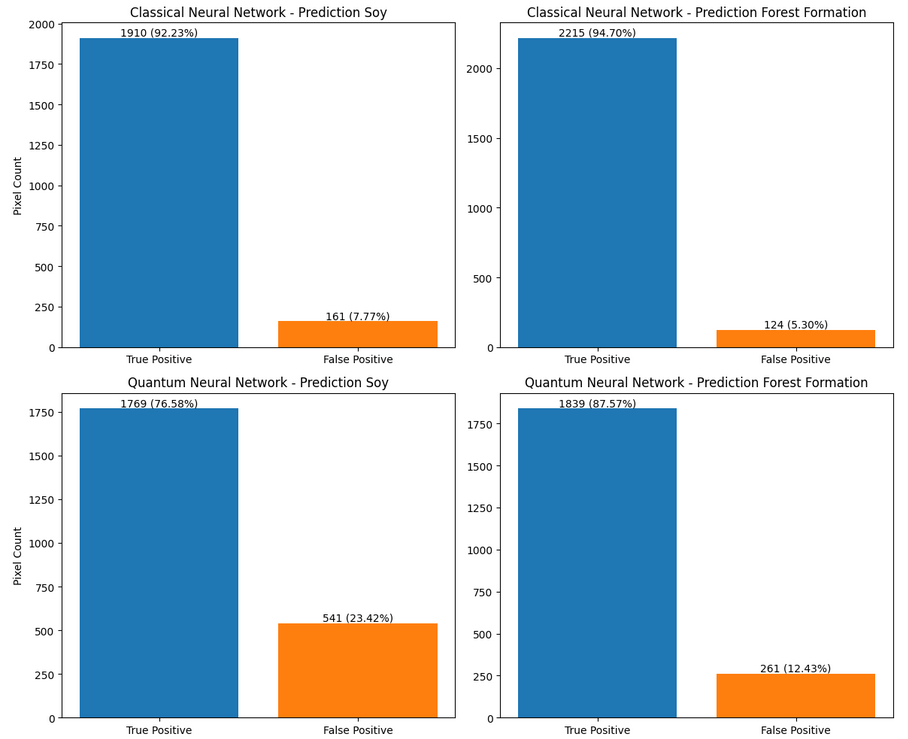 Classical Neural Network - Prediction Soy
Classical Neural Network - Prediction Forest Formation
2000
1750
1500
1250
1000
750
500
250
0
Pixel Count
1910 (92.23%)
161 (7.77%)
True Positive
False Positive
2000
1500
1000
500
0
2215 (94.70%)
124 (5.30%)
True Positive
False Positive
Quantum Neural Network - Prediction Soy
Quantum Neural Network - Prediction Forest Formation
1750
1500
1250
1000
750
500
250
0
Pixel Count
1769 (76.58%)
541 (23.42%)
True Positive
False Positive
1750
1500
1250
1000
750
500
250
0
1839 (87.57%)
261 (12.43%)
True Positive
False Positive